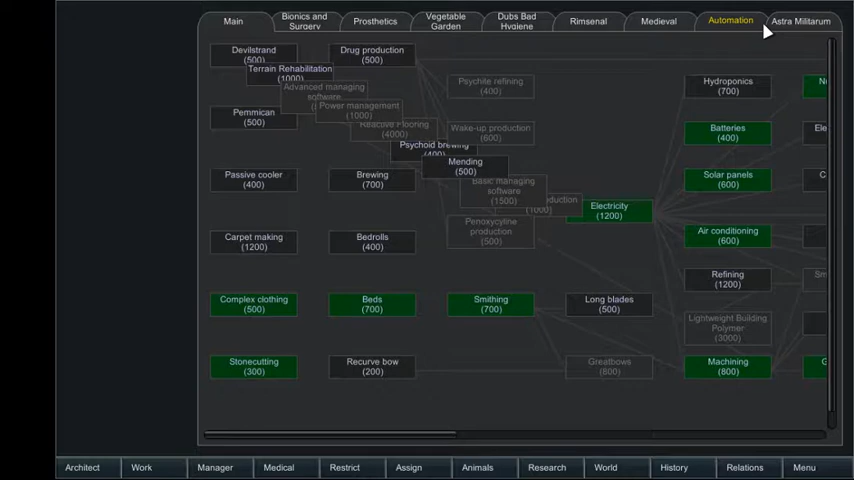 Main
Bionics and
Surgery
Prosthetics
Vegetable
Garden
Dubs Bad
Hygiene
Rimsenal
Medieval
Automation
Astra Militarum
Devilstrand
(500)
Drug production
(500)
Terrain Rehabilitation
(1000)
Advanced managing
software
Power management
(1000)
Reactive Flooring
(4000)
Psychoid brewing
(400)
Mending
(500)
Basic managing
software
(1500)
(1000)
Psychite refining
(400)
Hydroponics
(700)
Pemmican
(500)
Wake-up production
(600)
Batteries
(400)
Passive cooler
(400)
Brewing
(700)
Solar panels
(600)
Electricity
(1200)
Penoxycyline
production
(500)
Carpet making
(1200)
Bedrolls
(400)
Air conditioning
(600)
Refining
(1200)
Complex clothing
(500)
Beds
(700)
Smithing
(700)
Long blades
(500)
Lightweight Building
Polymer
(3000)
Stonecutting
(300)
Recurve bow
(200)
Greatbows
(800)
Machining
(800)
Architect
Work
Manager
Medical
Restrict
Assign
Animals
Research
World
History
Relations
Menu